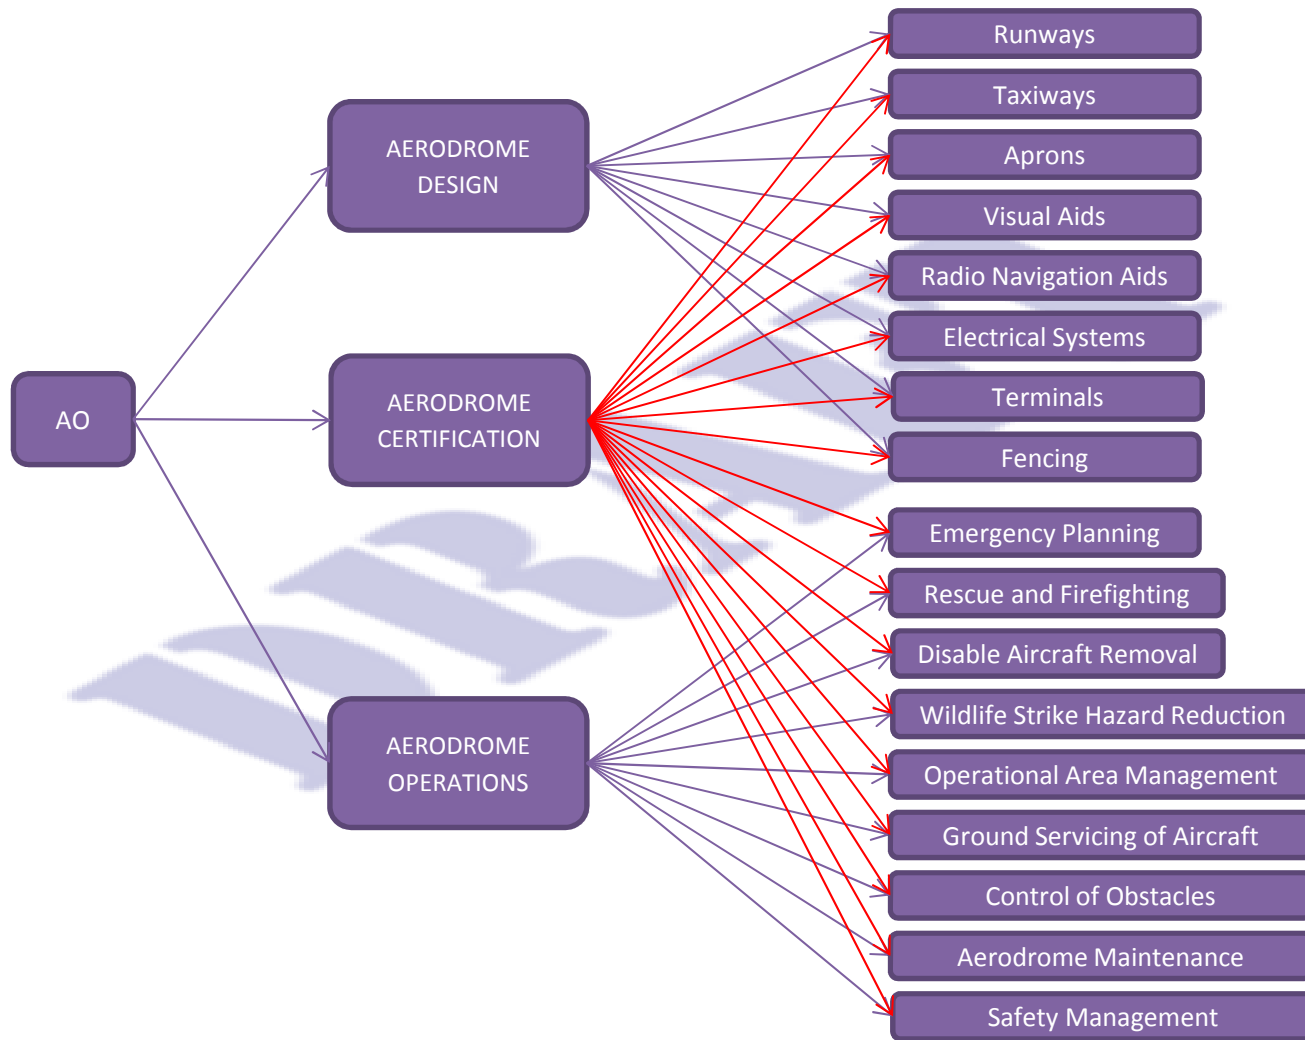 AO
AERODROME
DESIGN
AERODROME
CERTIFICATION
AERODROME
OPERATIONS
Runways
Taxiways
Aprons
Visual Aids
Radio Navigation Aids
Electrical Systems
Terminals
Fencing
Emergency Planning
Rescue and Firefighting
Disable Aircraft Removal
Wildlife Strike Hazard Reduction
Operational Area Management
Ground Servicing of Aircraft
Control of Obstacles
Aerodrome Maintenance
Safety Management